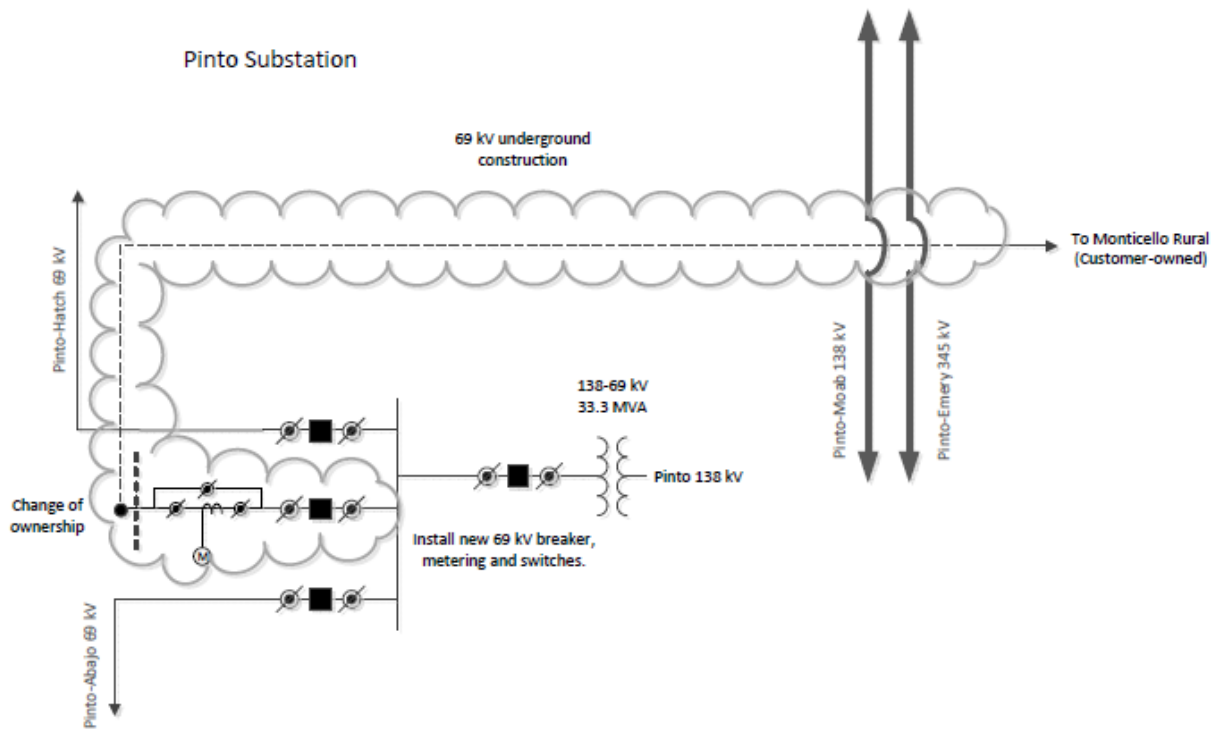 Pinto Substation
69 kV underground
construction
To Monticello Rural
(Customer-owned)
Pinto-Hatch 69 kV
Pinto-Moab 138 kV
Pinto-Emery 345 kV
138-69 kV
33.3 MVA
Pinto 138 kV
Change of
ownership
M
Install new 69 kV breaker,
metering and switches.
Pinto-Abajo 69 kV